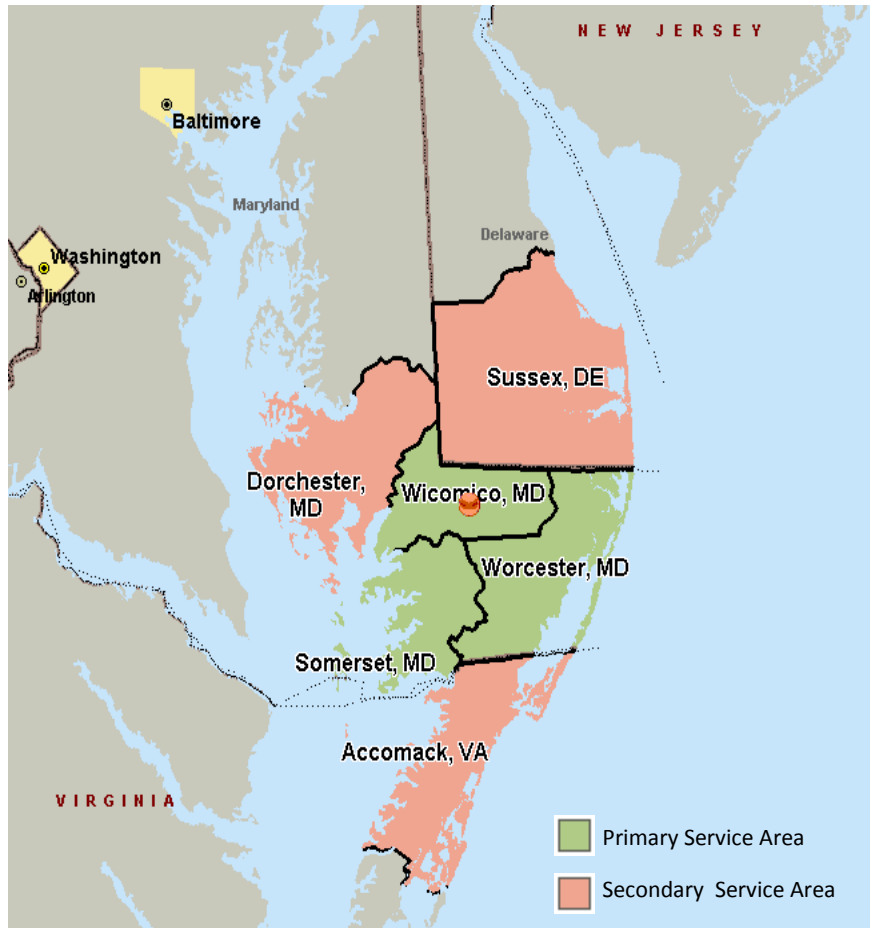 NEW JERSEY
Baltimore
Maryland
Delaware
Washington
Arlington
Sussex, DE
Dorchester,
MD
Wicomico, MD
Worcester, MD
Somerset, MD
Accomack, VA
VIRGINIA
Primary Service Area
Secondary Service Area